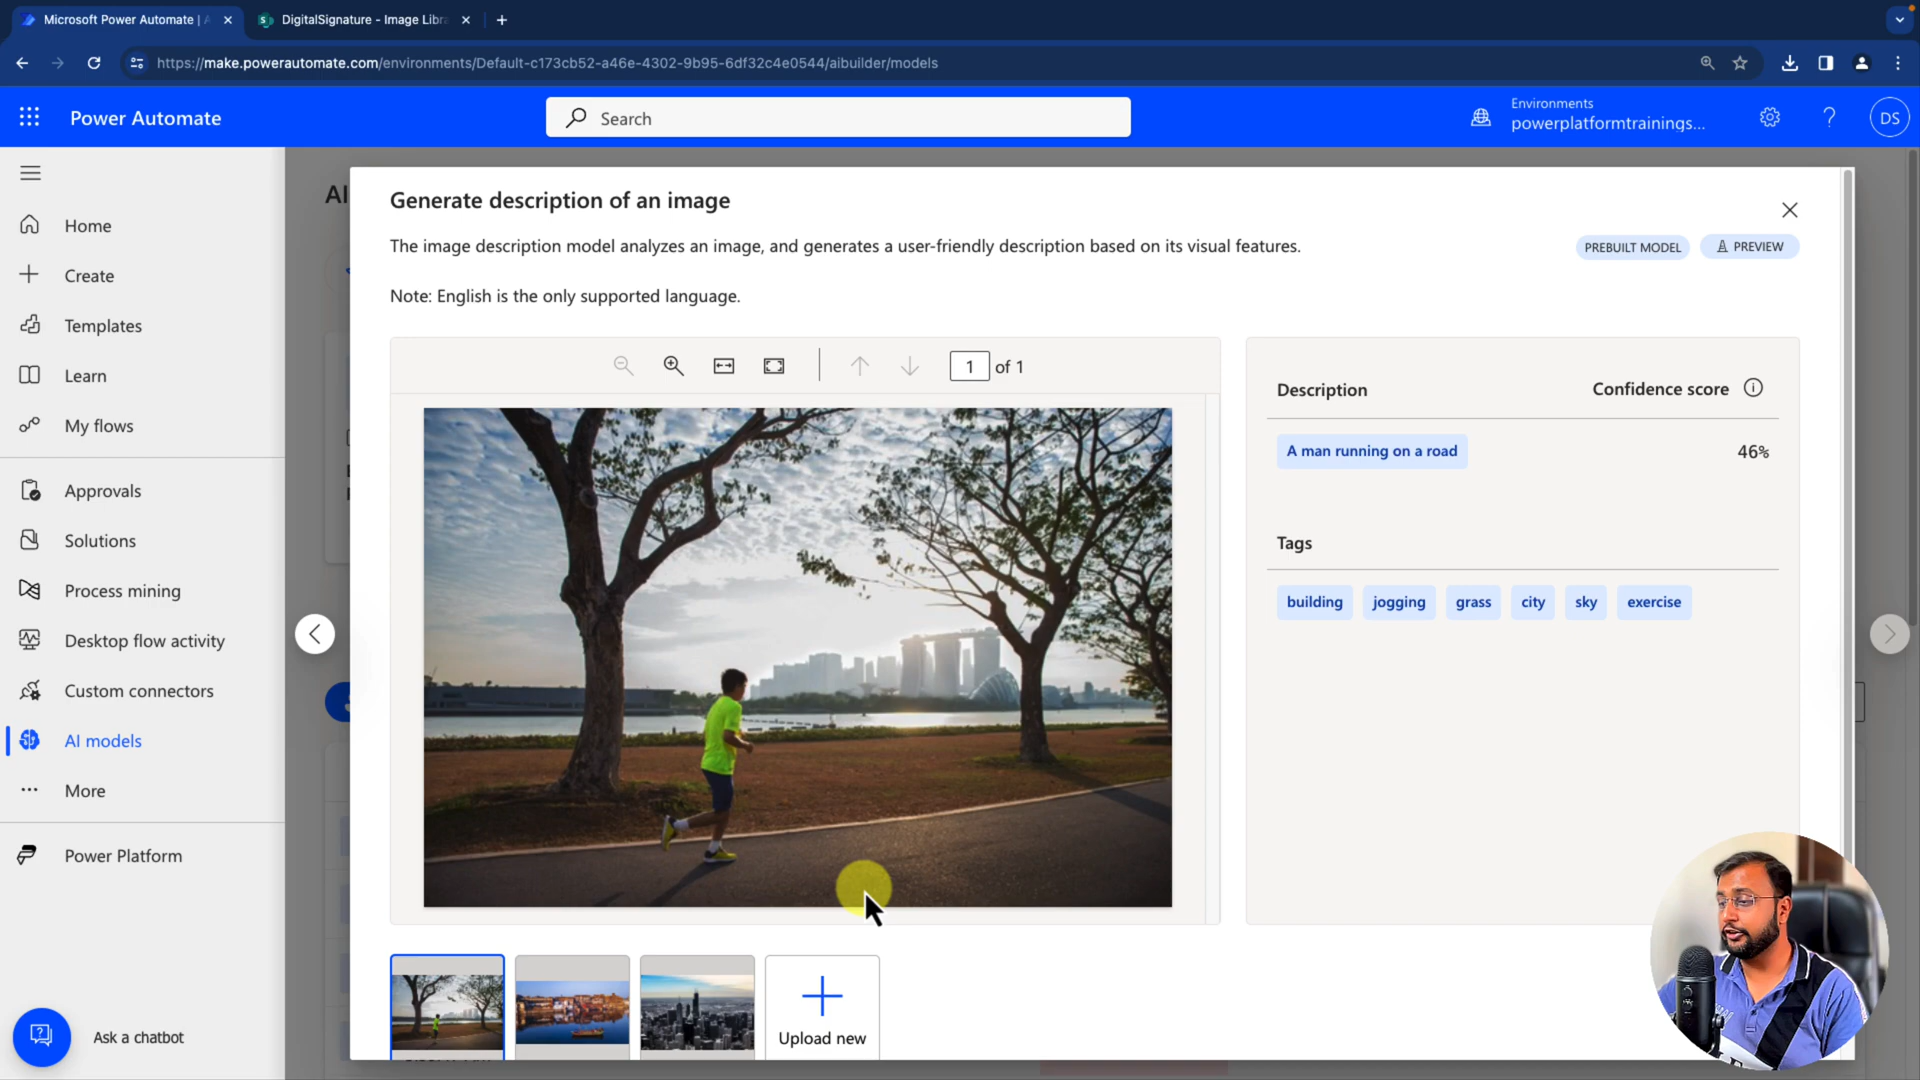 Microsoft Power Automate | A
DigitalSignature - Image Libra
https://make.powerautomate.com/environments/Default-c173cb52-a46e-4302-9b95-6df32c4e0544/aibuilder/models
Power Automate
Search
Environments
powerplatformtrainings...
DS
Home
Create
Templates
Learn
My flows
Approvals
Solutions
Process mining
Desktop flow activity
Custom connectors
AI models
More
Power Platform
Ask a chatbot
AI
Generate description of an image
The image description model analyzes an image, and generates a user-friendly description based on its visual features.
PREBUILT MODEL
PREVIEW
Note: English is the only supported language.
1 of 1
Description
Confidence score
A man running on a road
46%
Tags
building
jogging
grass
city
sky
exercise
Upload new